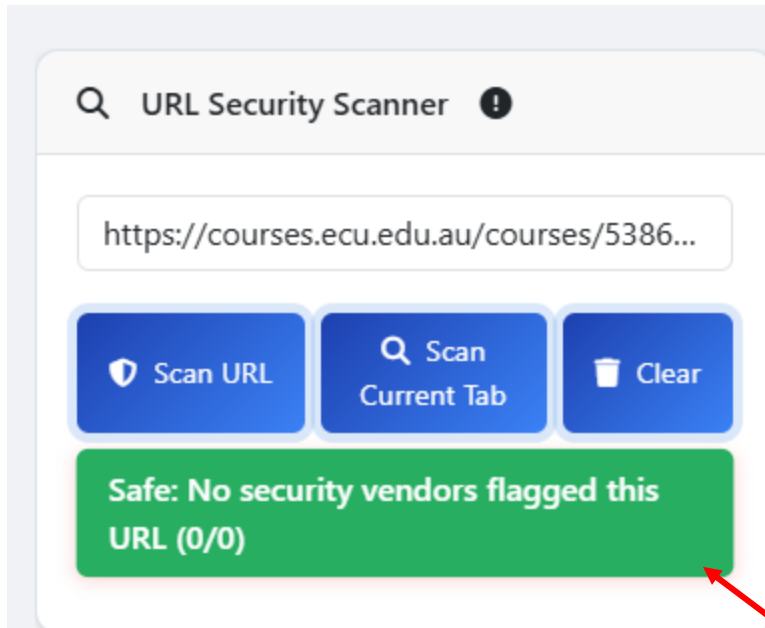 URL Security Scanner
https://courses.ecu.edu.au/courses/5386...
Scan URL
Scan
Current Tab
Clear
Safe: No security vendors flagged this
URL (0/0)